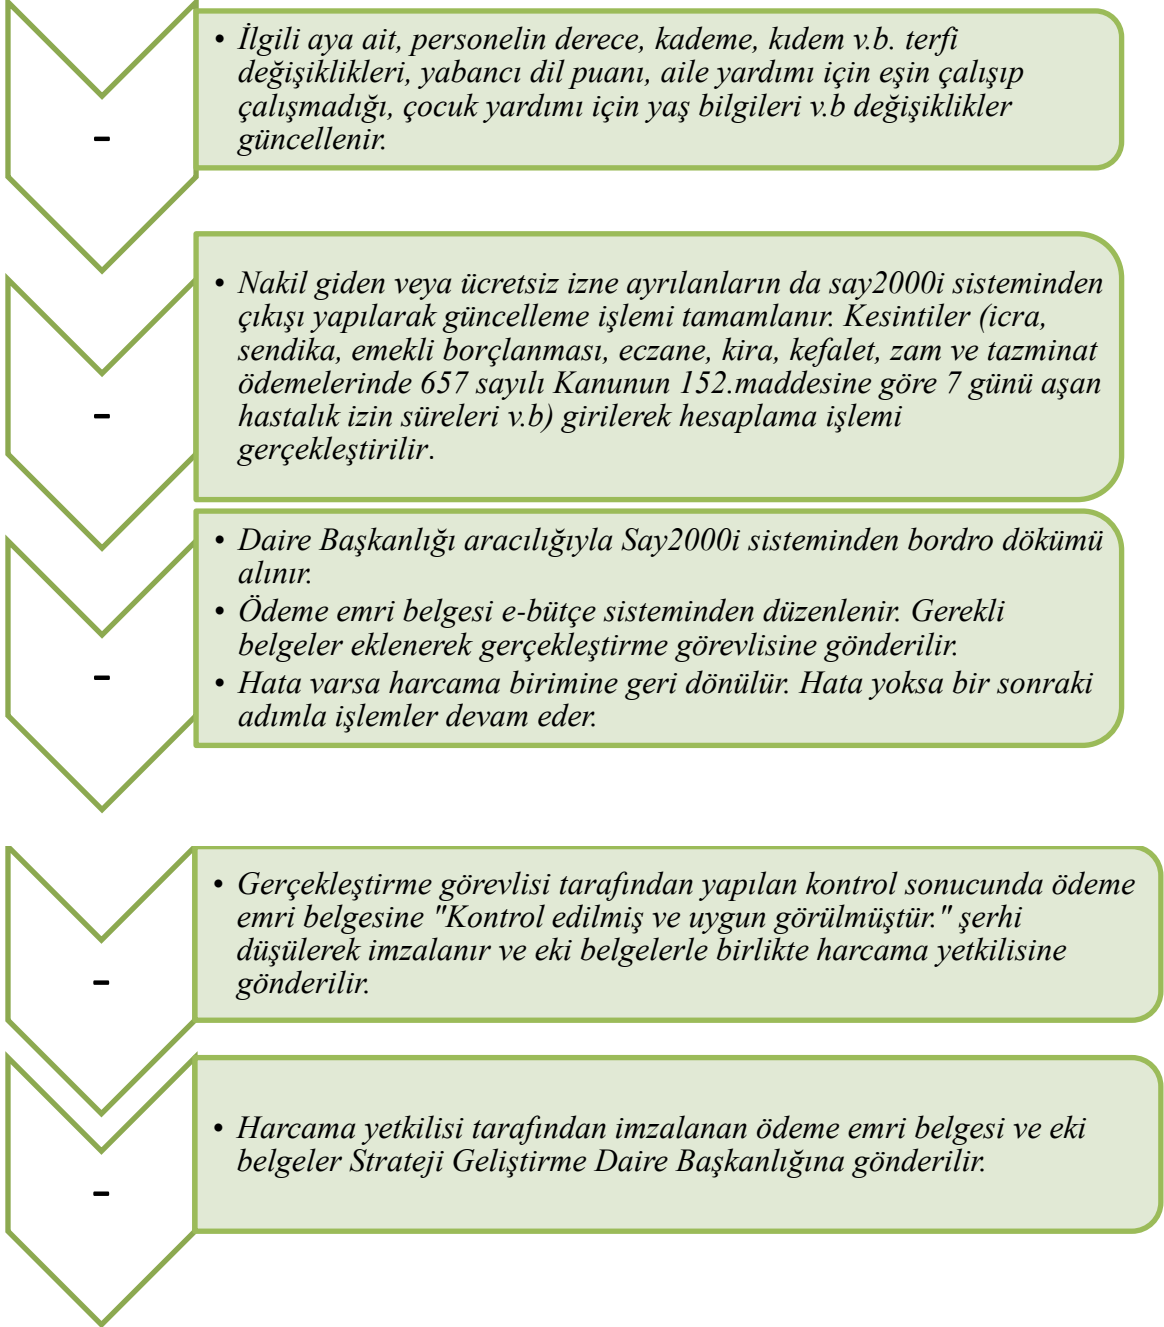 -
• İlgili aya ait, personelin derece, kademe, kıdem v.b. terfi
değişiklikleri, yabancı dil puanı, aile yardımı için eşin çalışıp
çalışmadığı, çocuk yardımı için yaş bilgileri v.b değişiklikler
güncellenir.
-
• Nakil giden veya ücretsiz izne ayrılanların da say2000i sisteminden
çıkışı yapılarak güncelleme işlemi tamamlanır. Kesintiler (icra,
sendika, emekli borçlanması, eczane, kira, kefalet, zam ve tazminat
ödemelerinde 657 sayılı Kanunun 152.maddesine göre 7 günü aşan
hastalık izin süreleri v.b) girilerek hesaplama işlemi
gerçekleştirilir.
-
• Daire Başkanlığı aracılığıyla Say2000i sisteminden bordro dökümü
alınır.
• Ödeme emri belgesi e-bütçe sisteminden düzenlenir. Gerekli
belgeler eklenerek gerçekleştirme görevlisine gönderilir.
• Hata varsa harcama birimine geri dönülür. Hata yoksa bir sonraki
adımla işlemler devam eder.
-
• Gerçekleştirme görevlisi tarafından yapılan kontrol sonucunda ödeme
emri belgesine "Kontrol edilmiş ve uygun görülmüştür." şerhi
düşülerek imzalanır ve eki belgelerle birlikte harcama yetkilisine
gönderilir.
-
• Harcama yetkilisi tarafından imzalanan ödeme emri belgesi ve eki
belgeler Strateji Geliştirme Daire Başkanlığına gönderilir.